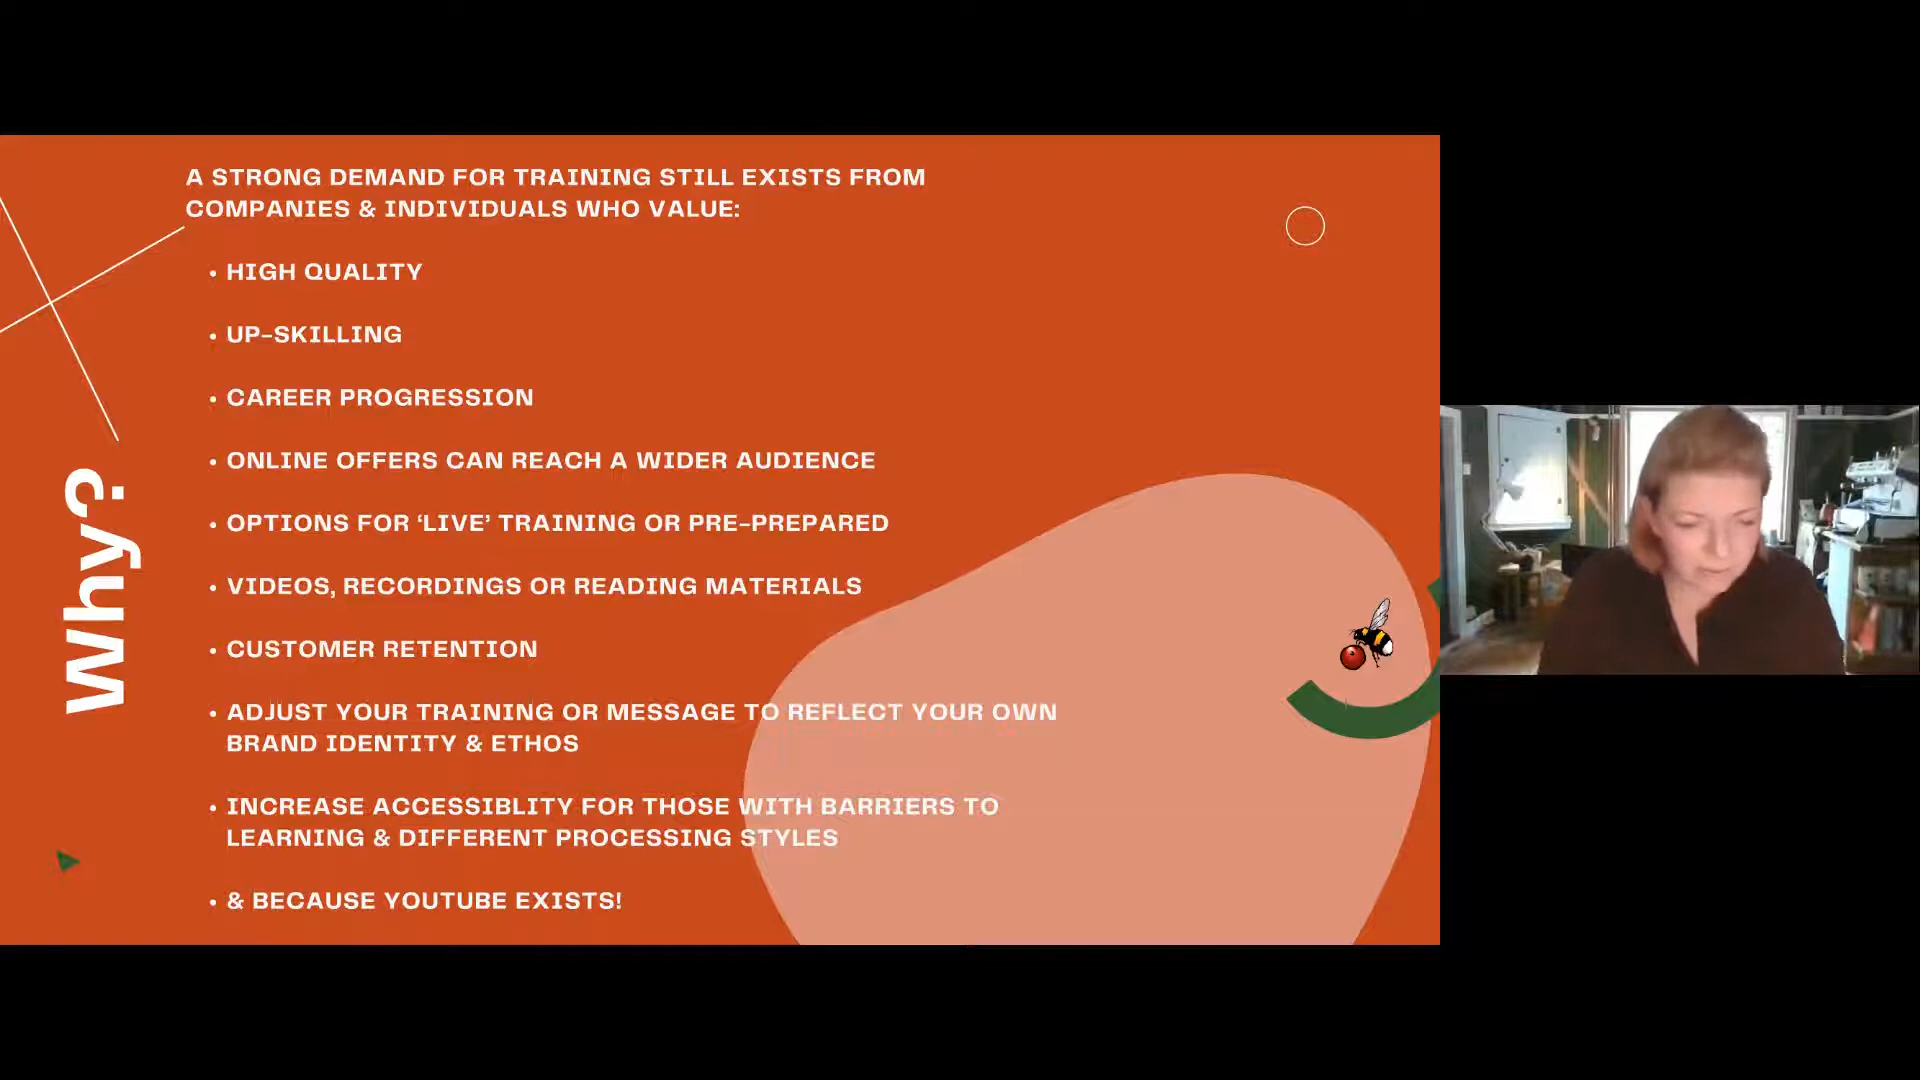 A STRONG DEMAND FOR TRAINING STILL EXISTS FROM
COMPANIES & INDIVIDUALS WHO VALUE:
• HIGH QUALITY
• UP-SKILLING
• CAREER PROGRESSION
• ONLINE OFFERS CAN REACH A WIDER AUDIENCE
• OPTIONS FOR ‘LIVE’ TRAINING OR PRE-PREPARED
• VIDEOS, RECORDINGS OR READING MATERIALS
• CUSTOMER RETENTION
• ADJUST YOUR TRAINING OR MESSAGE TO REFLECT YOUR OWN
BRAND IDENTITY & ETHOS
• INCREASE ACCESSIBLITY FOR THOSE WITH BARRIERS TO
LEARNING & DIFFERENT PROCESSING STYLES
• & BECAUSE YOUTUBE EXISTS!
Why?